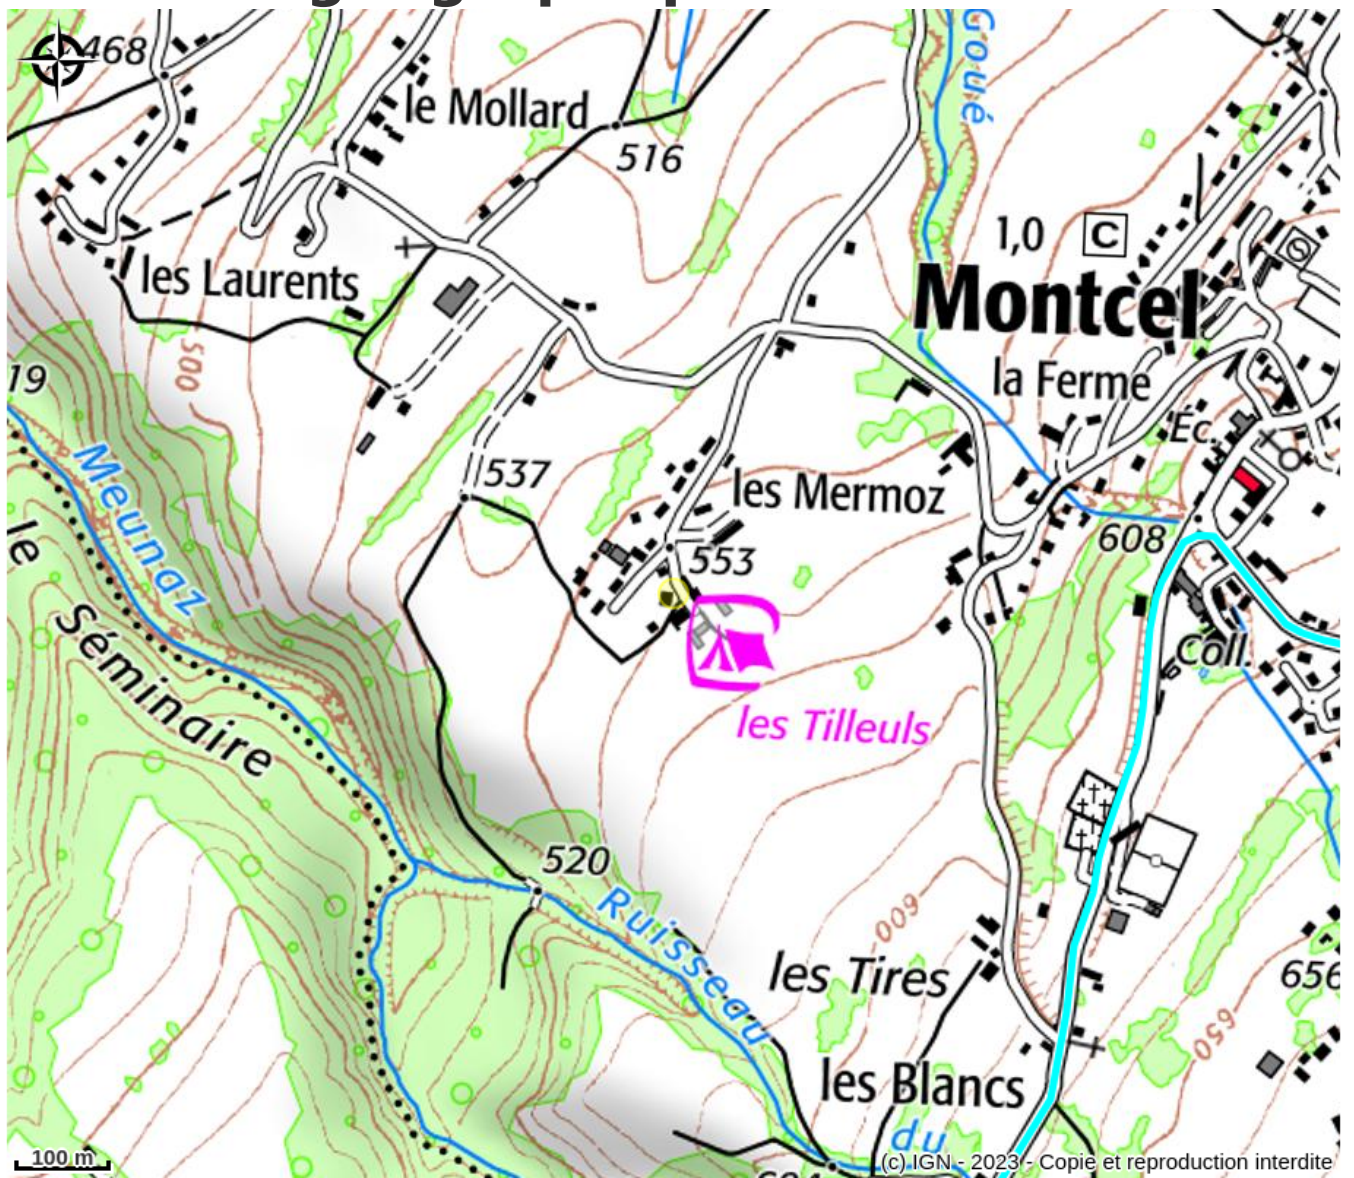 468
Goué
le Mollard
516
1,0
C
Montcel
les Laurents
500
la Ferme
19
Éc.
Meunaz
537
les Mermoz
608
553
le
Séminaire
Coll.
les Tilleuls
520
Ruisseau
600
les Tires
656
650
les Blancs
du
100 m
(c) IGN - 2023 - Copie et reproduction interdite